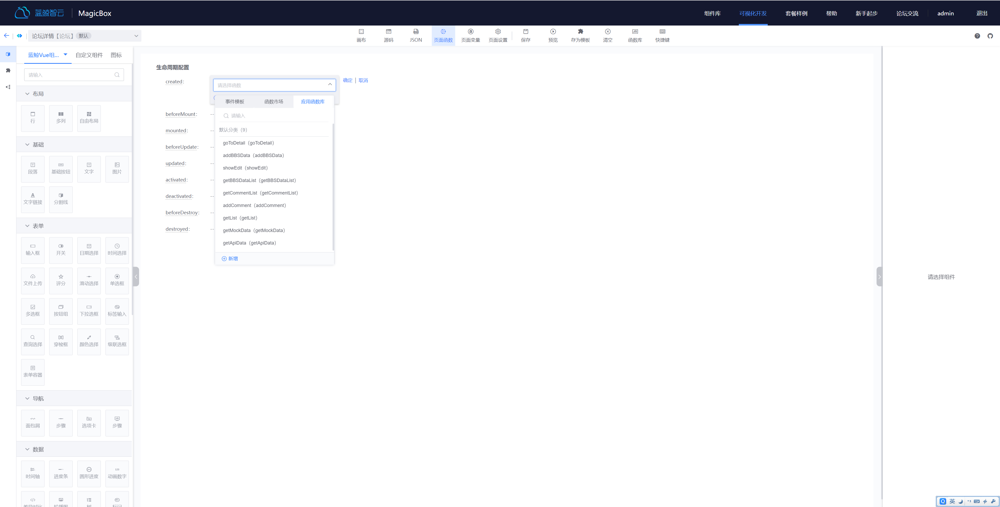 蓝鲸智云 MagicBox 组件库 可视化开发 套餐样例 帮助 新手起步 论坛交流 admin 退出
论坛详情【论坛】 默认
画布 源码 JSON 页面函数 页面变量 页面设置 保存 预览 存为模板 清空 函数库 快捷键
蓝鲸Vue组... 自定义组件 图标
请输入
布局
行 多列 自由布局
基础
段落 基础按钮 文字 图片
文字链接 分割线
表单
输入框 开关 日期选择 时间选择
文件上传 评分 滑动选择 单选框
多选框 按钮组 下拉选框 标签输入
查询选择 穿梭框 颜色选择 级联选框
表单容器
导航
面包屑 步骤 选项卡 步骤
数据
时间轴 进度条 圆形进度 动画数字
差异对比 轮播图 树 标记
生命周期配置
created: 请选择函数 确定 取消
beforeMount: --
mounted: --
beforeUpdate: --
updated: --
activated: --
deactivated: --
beforeDestroy: --
destroyed: --
事件模板 函数市场 应用函数库
请输入
默认分类（9）
goToDetail（goToDetail）
addBBSData（addBBSData）
showEdit（showEdit）
getBBSDataList（getBBSDataList）
getCommentList（getCommentList）
addComment（addComment）
getList（getList）
getMockData（getMockData）
getApiData（getApiData）
新增
请选择组件
英